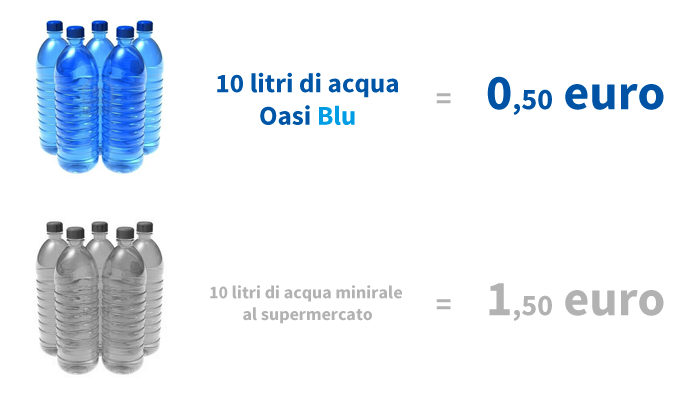 10 litri di acqua
Oasi Blu
=
0,50 euro
10 litri di acqua minirale
al supermercato
=
1,50 euro